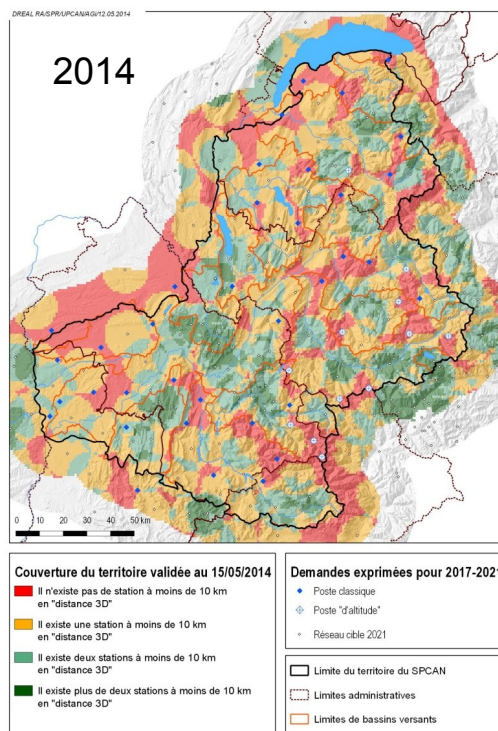 DREAL RA/SPR/UPCAN/AG/12.05.2014
2014
0 10 20 30 40 50 km
Couverture du territoire validée au 15/05/2014
Il n'existe pas de station à moins de 10 km
en "distance 3D"
Il existe une station à moins de 10 km
en "distance 3D"
Il existe deux stations à moins de 10 km
en "distance 3D"
Il existe plus de deux stations à moins de 10 km
en "distance 3D"
Demandes exprimées pour 2017-2021
Poste classique
Poste "d'altitude"
Réseau cible 2021
Limite du territoire du SPCAN
Limites administratives
Limites de bassins versants